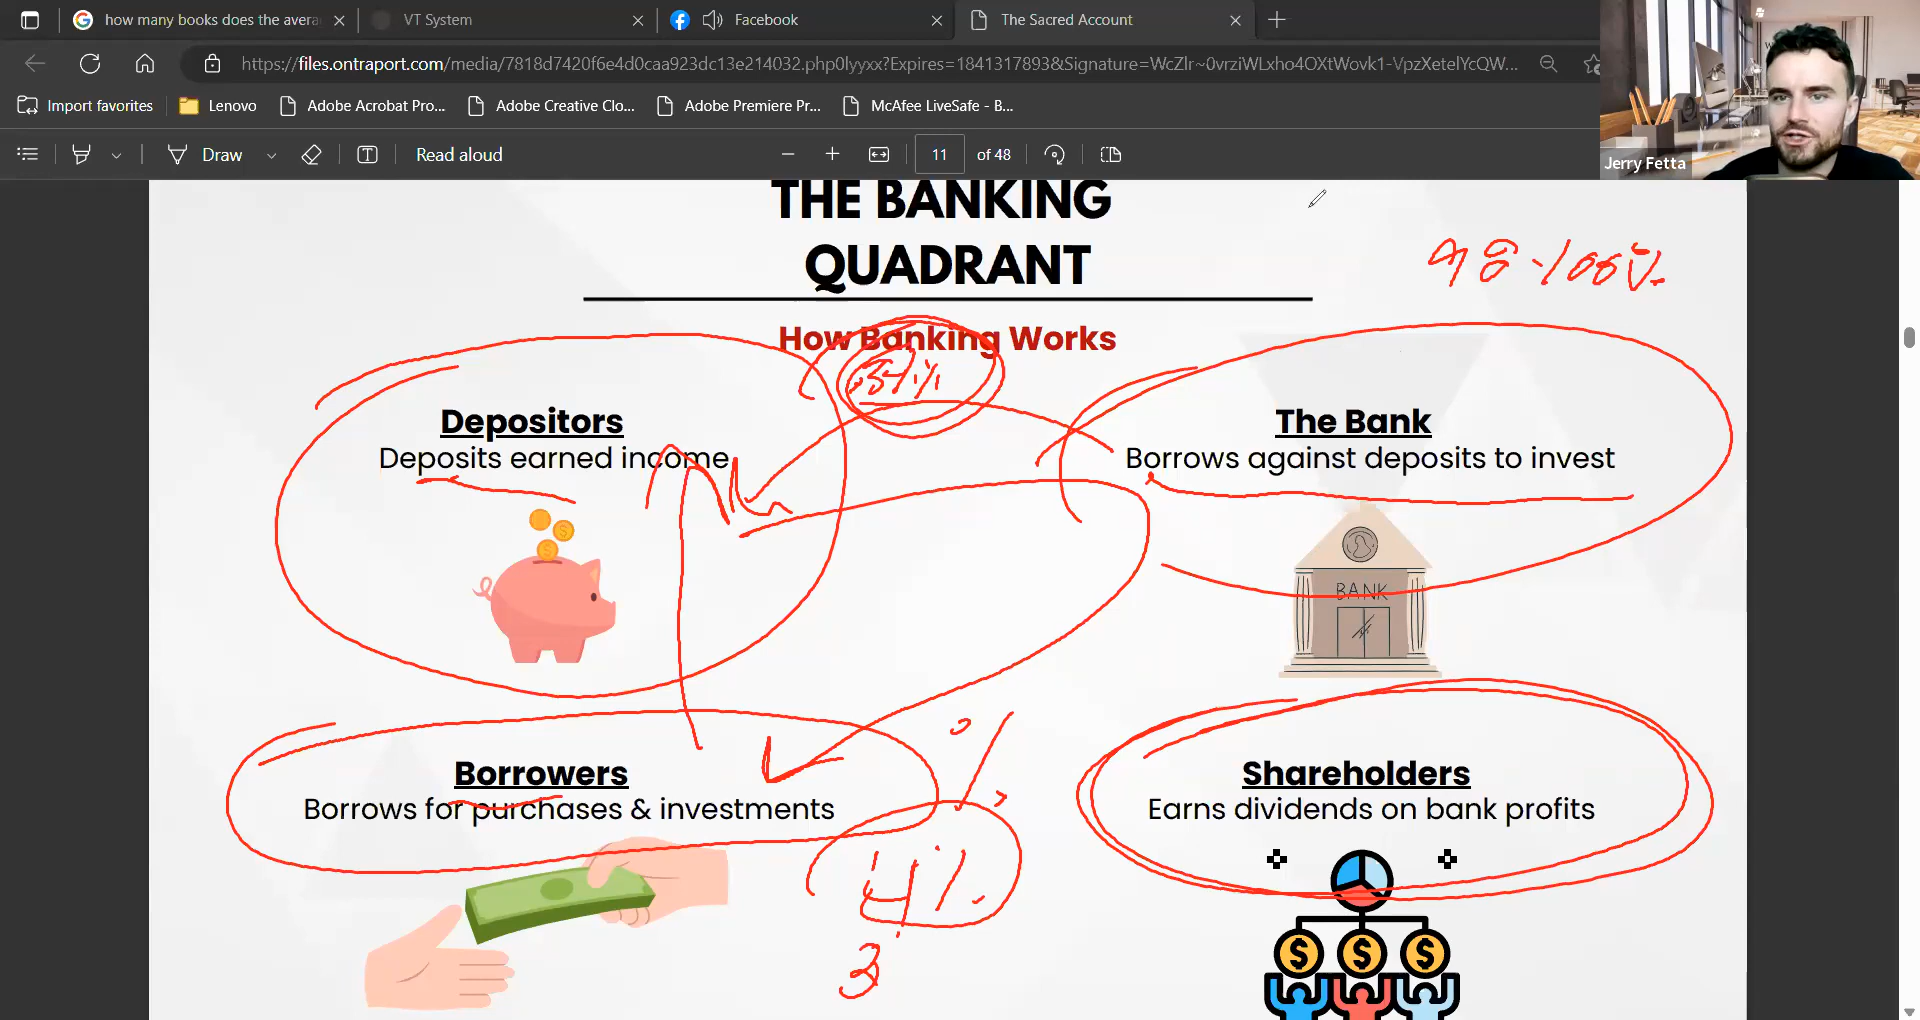 how many books does the avera
VT System
Facebook
The Sacred Account
https://files.ontraport.com/media/7818d7420f6e4d0caa923dc13e214032.php0lyyxx?Expires=1841317893&Signature=WcZlr~0vrziWLxho4OXtWovk1-VpzXetelYcQW...
Import favorites
Lenovo
Adobe Acrobat Pro...
Adobe Creative Clo...
Adobe Premiere Pr...
McAfee LiveSafe - B...
Draw
Read aloud
11 of 48
Jerry Fetta
THE BANKING
QUADRANT
98-100%
How Banking Works
Depositors
Deposits earned income
The Bank
Borrows against deposits to invest
BANK
Borrowers
Borrows for purchases & investments
%
4%
3
Shareholders
Earns dividends on bank profits
$ $ $